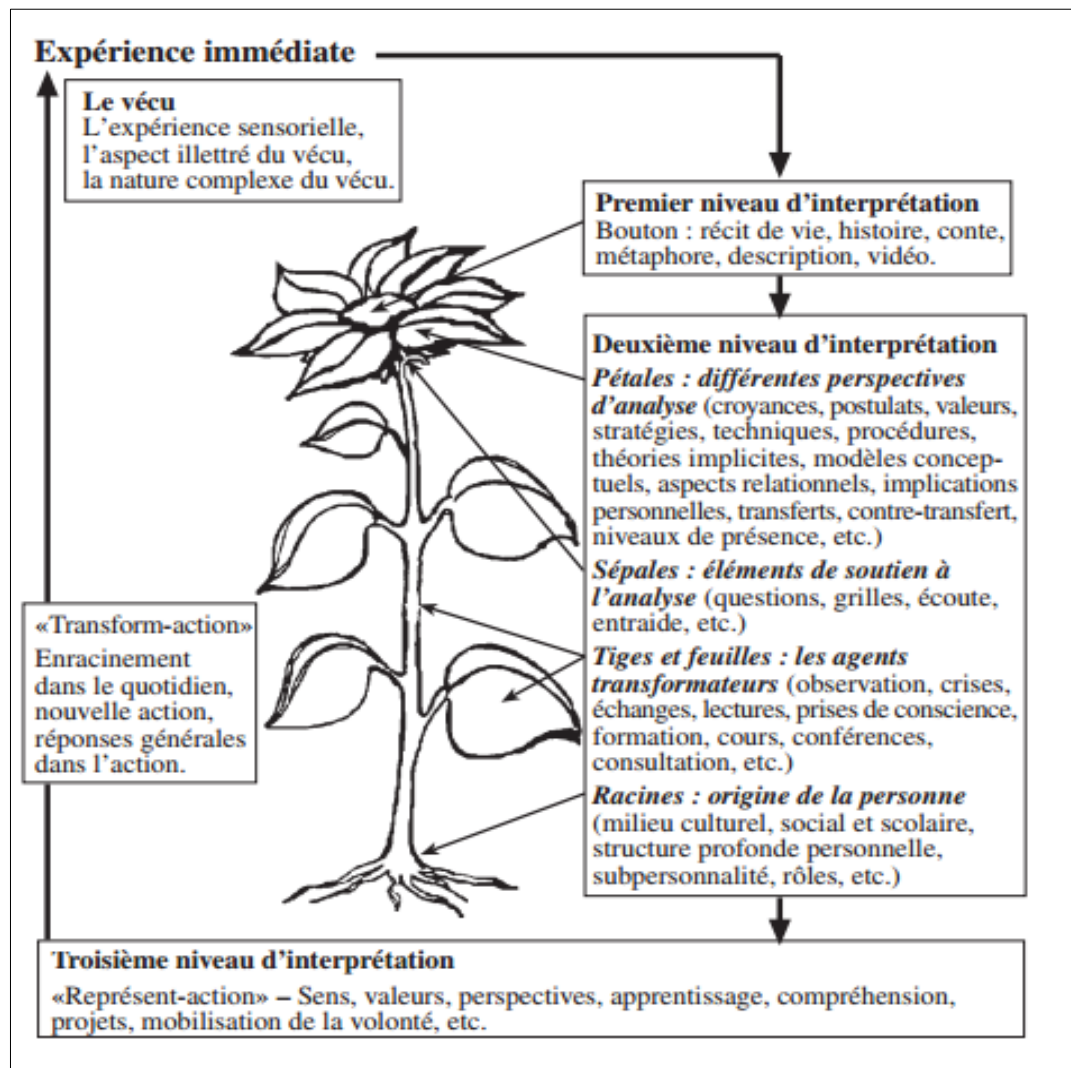 Expérience immédiate
Le vécu
L'expérience sensorielle,
l'aspect illettré du vécu,
la nature complexe du vécu.
Premier niveau d'interprétation
Bouton : récit de vie, histoire, conte,
métaphore, description, vidéo.
Deuxième niveau d'interprétation
Pétales : différentes perspectives
d'analyse (croyances, postulats, valeurs,
stratégies, techniques, procédures,
théories implicites, modèles concep-
tuels, aspects relationnels, implications
personnelles, transferts, contre-transfert,
niveaux de présence, etc.)
Sépales : éléments de soutien à
l'analyse (questions, grilles, écoute,
entraide, etc.)
Tiges et feuilles : les agents
transformateurs (observation, crises,
échanges, lectures, prises de conscience,
formation, cours, conférences,
consultation, etc.)
Racines : origine de la personne
(milieu culturel, social et scolaire,
structure profonde personnelle,
subpersonnalité, rôles, etc.)
«Transform-action»
Enracinement
dans le quotidien,
nouvelle action,
réponses générales
dans l'action.
Troisième niveau d'interprétation
«Représent-action» – Sens, valeurs, perspectives, apprentissage, compréhension,
projets, mobilisation de la volonté, etc.